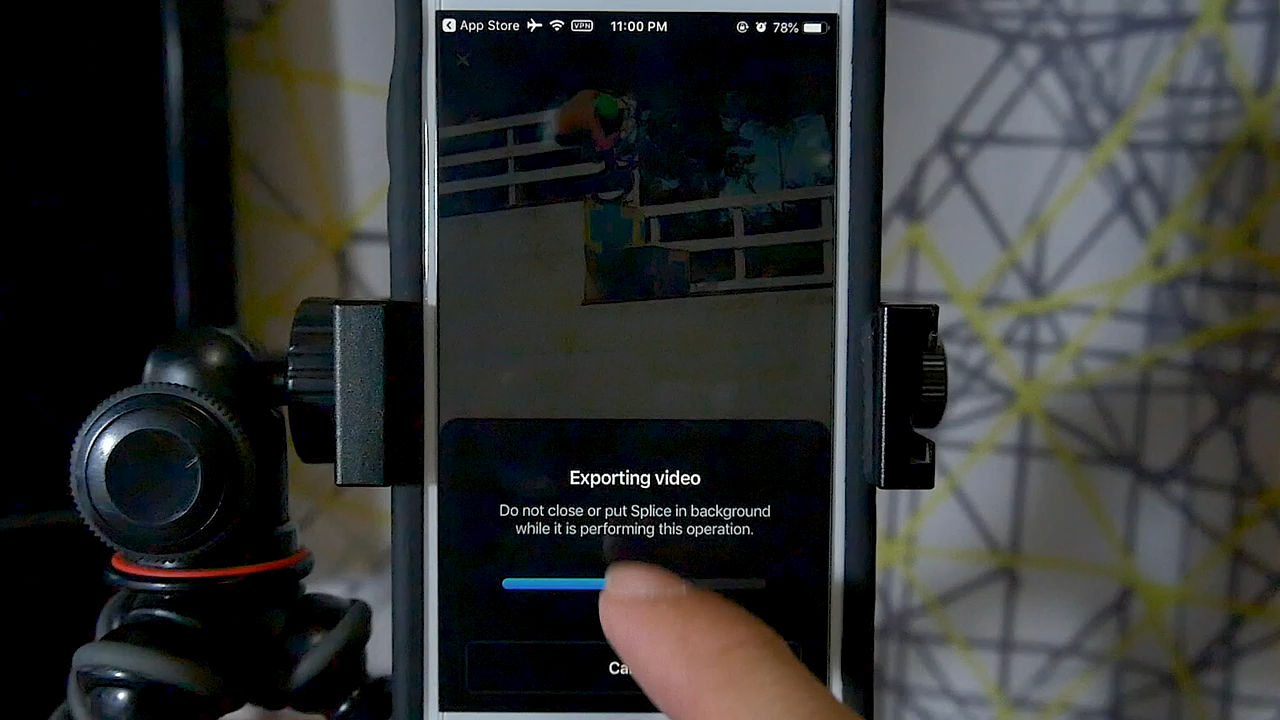 App Store VPN 11:00 PM 78%
Exporting video
Do not close or put Splice in background
while it is performing this operation.